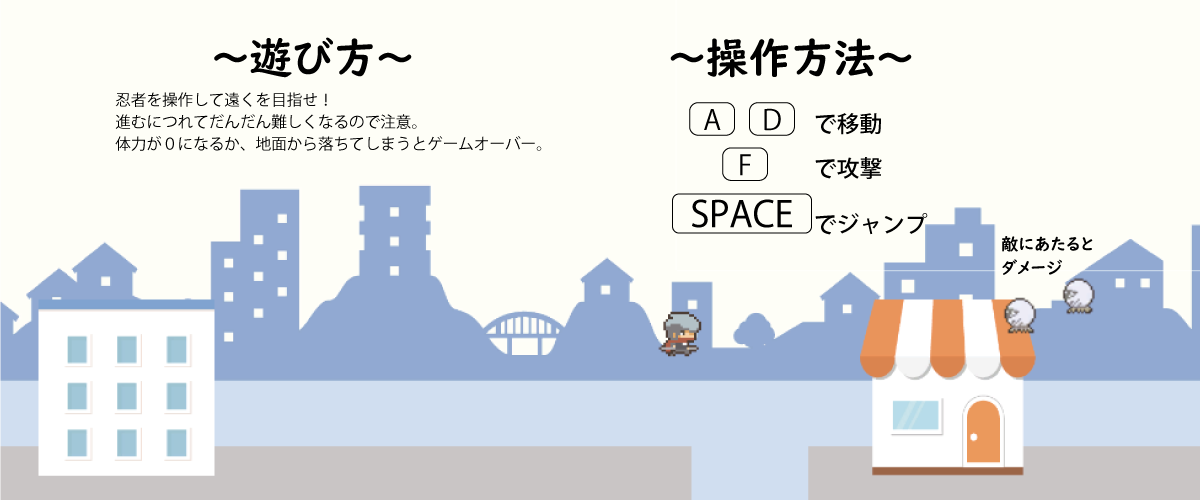 ～遊び方～
忍者を操作して遠くを目指せ！
進むにつれてだんだん難しくなるので注意。
体力が０になるか、地面から落ちてしまうとゲームオーバー。
～操作方法～
A D で移動
F で攻撃
SPACE でジャンプ
敵にあたると
ダメージ